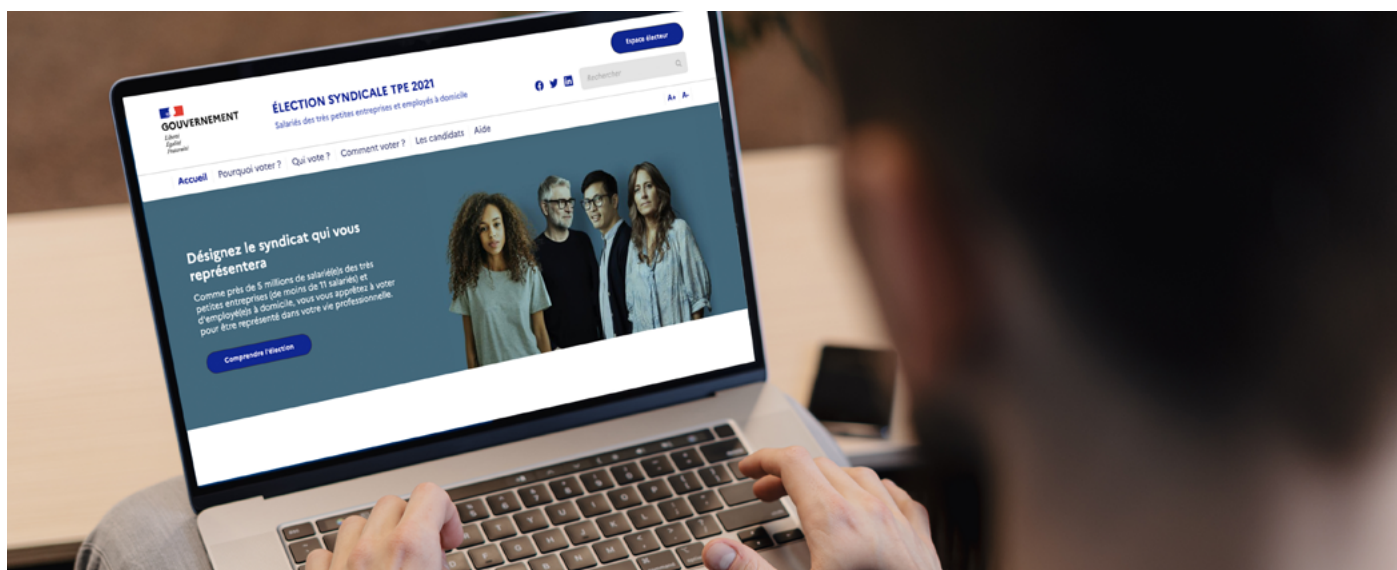 Espace électeur
GOUVERNEMENT
Liberté
Égalité
Fraternité
ÉLECTION SYNDICALE TPE 2021
Salariés des très petites entreprises et employés à domicile
Rechercher
A+ A-
Accueil Pourquoi voter ? Qui vote ? Comment voter ? Les candidats Aide
Désignez le syndicat qui vous
représentera
Comme près de 5 millions de salarié(e)s des très
petites entreprises (de moins de 11 salariés) et
d'employé(e)s à domicile, vous vous apprêtez à voter
pour être représenté dans votre vie professionnelle.
Comprendre l'élection